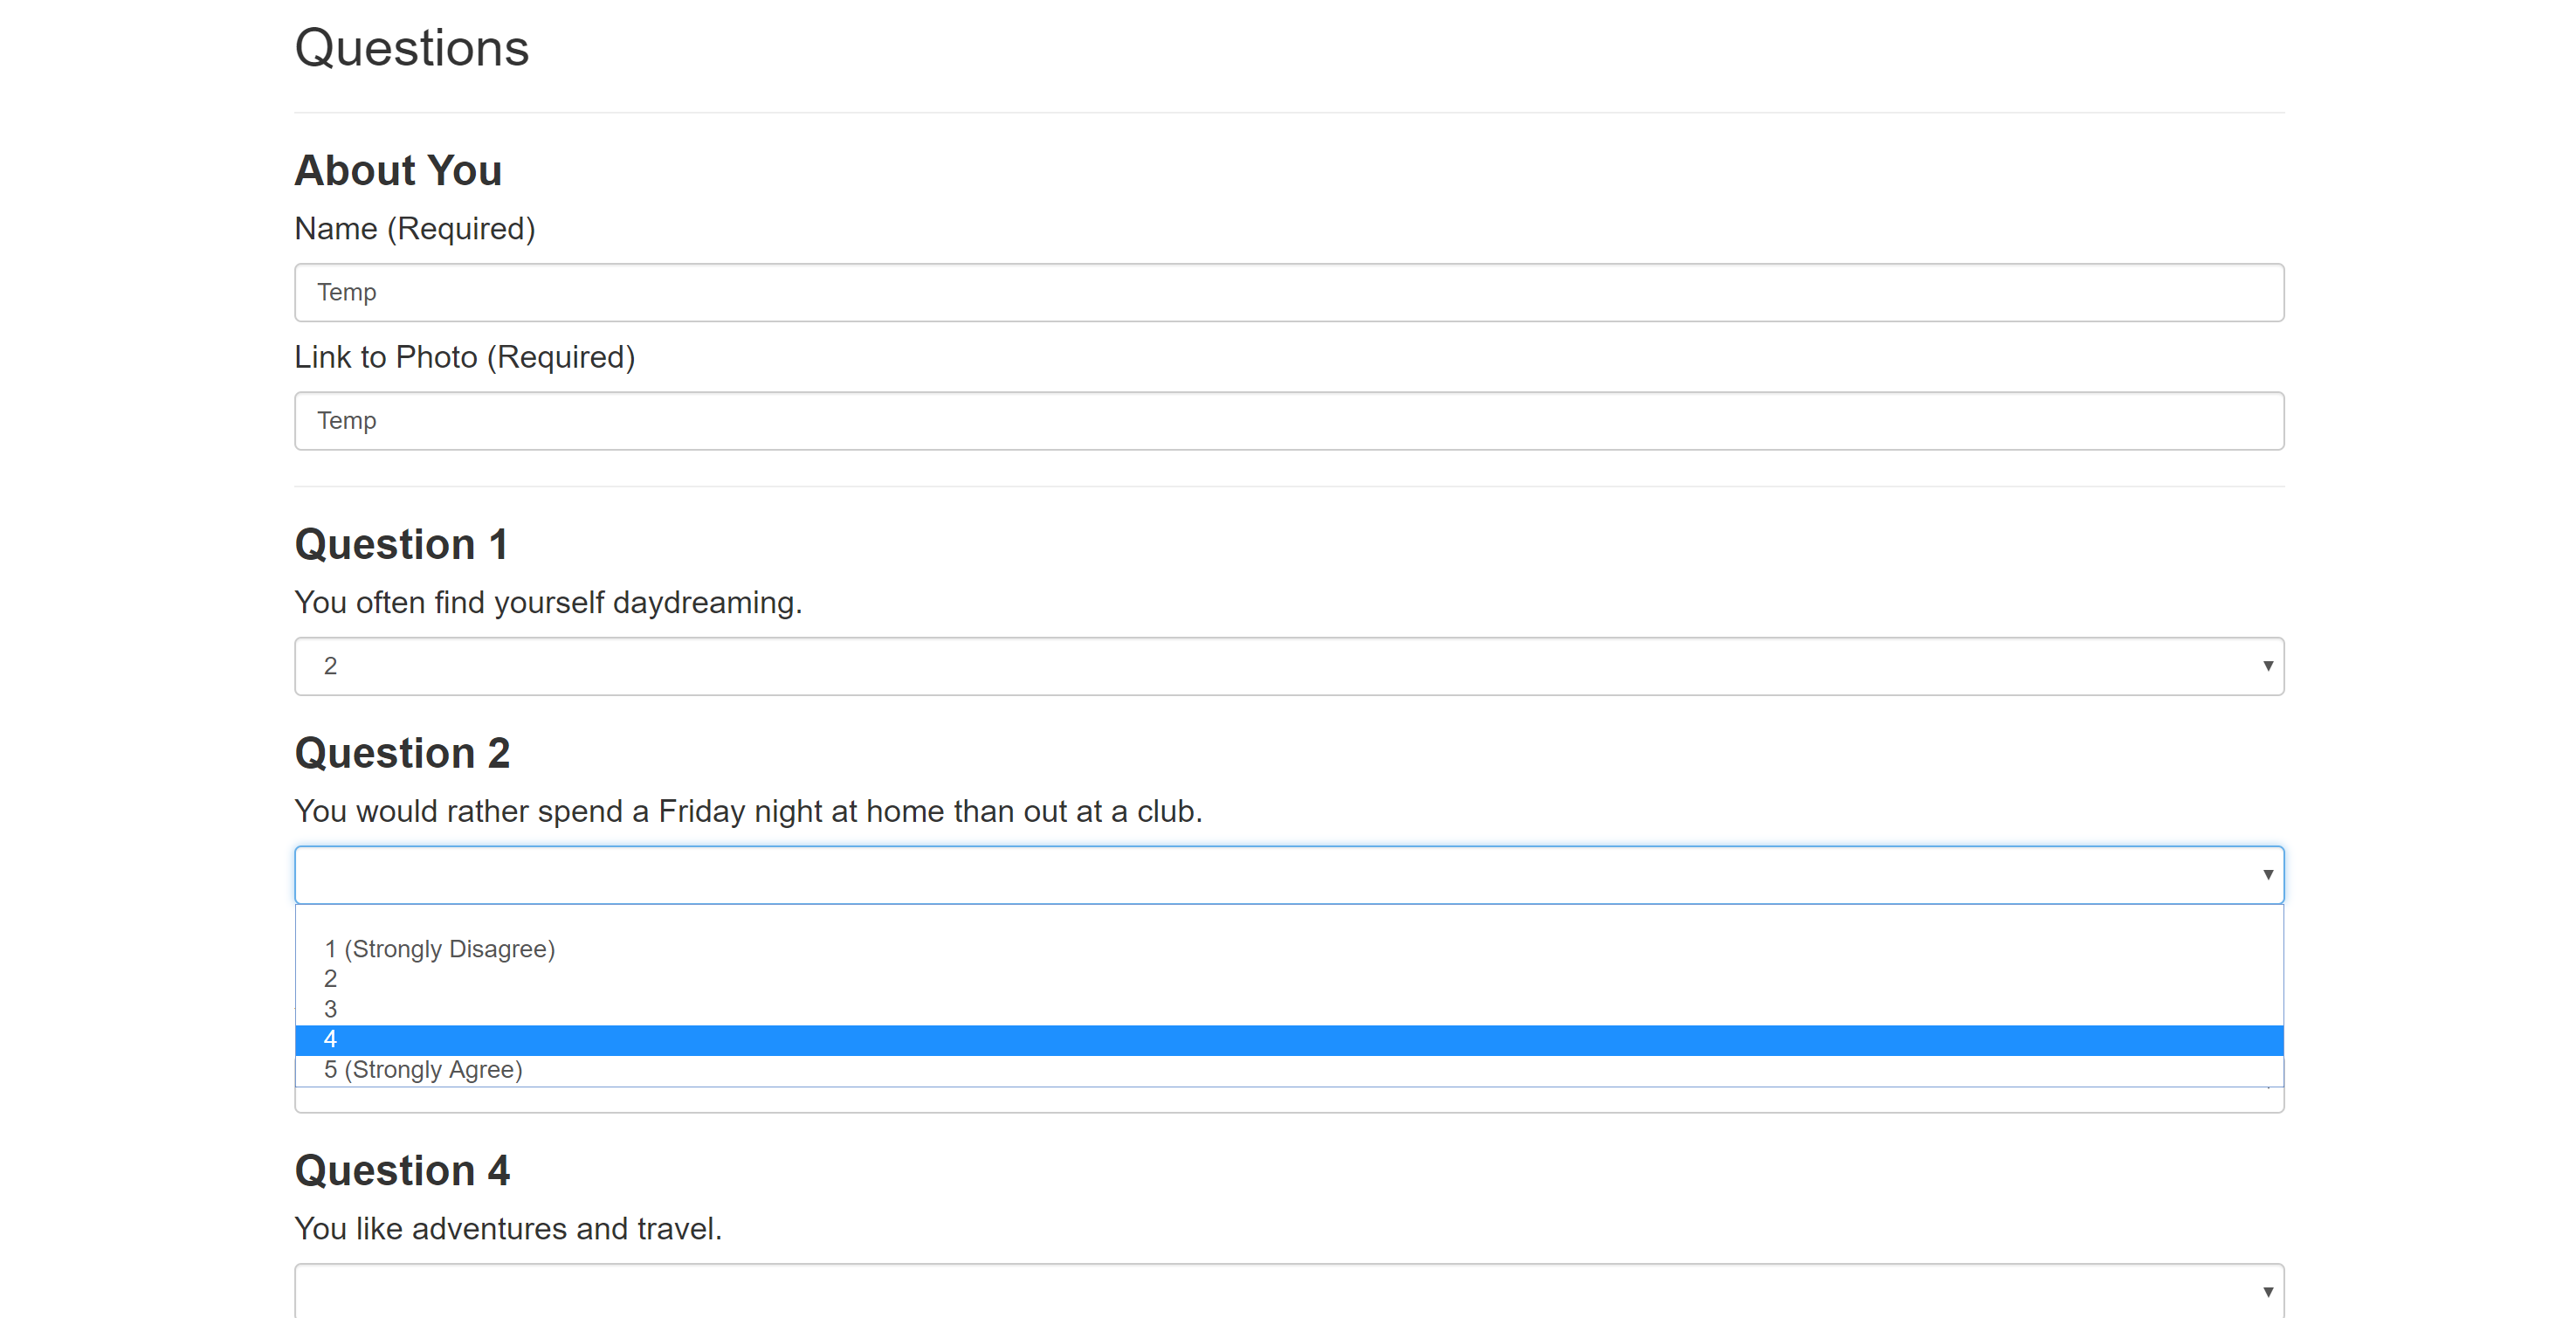 Questions
About You
Name (Required)
Temp
Link to Photo (Required)
Temp
Question 1
You often find yourself daydreaming.
2
Question 2
You would rather spend a Friday night at home than out at a club.
1 (Strongly Disagree)
2
3
4
5 (Strongly Agree)
Question 4
You like adventures and travel.